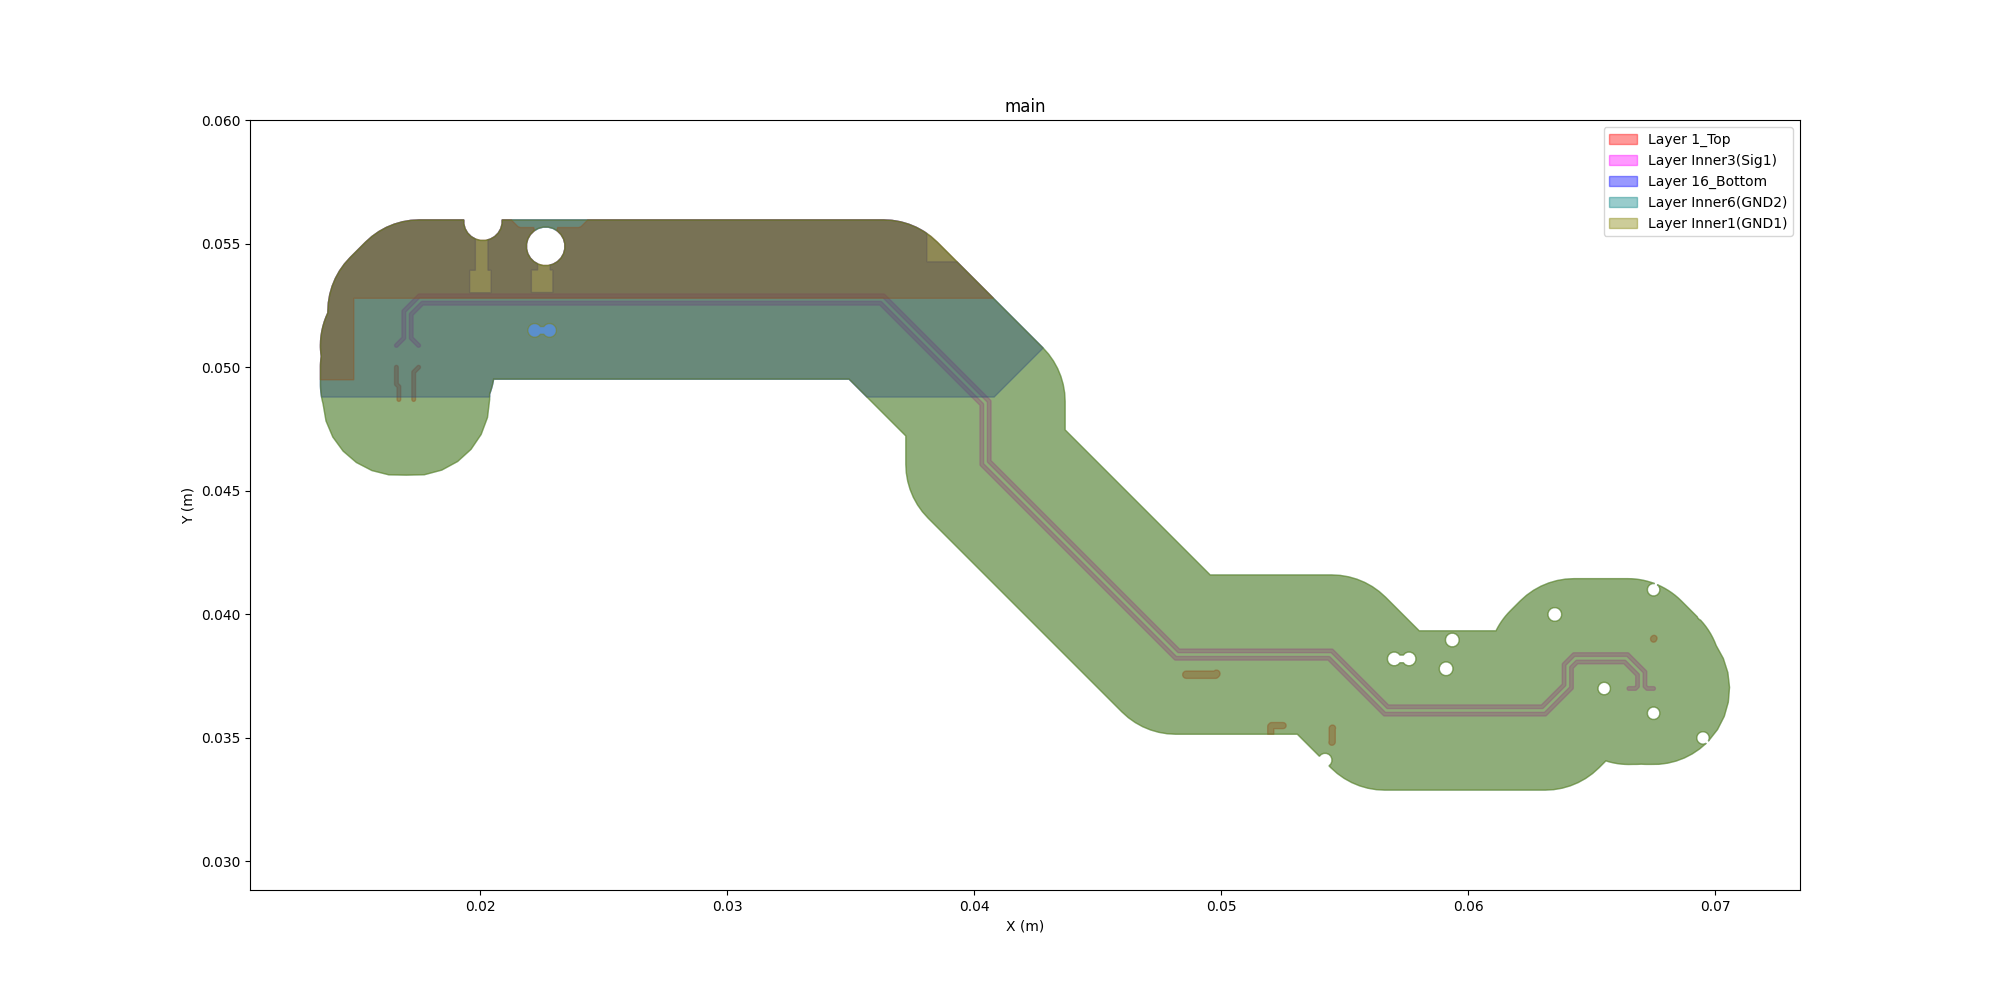 main
0.060
0.055
0.050
0.045
0.040
0.035
0.030
Y (m)
Layer 1_Top
Layer Inner3(Sig1)
Layer 16_Bottom
Layer Inner6(GND2)
Layer Inner1(GND1)
0.02
0.03
0.04
0.05
0.06
0.07
X (m)